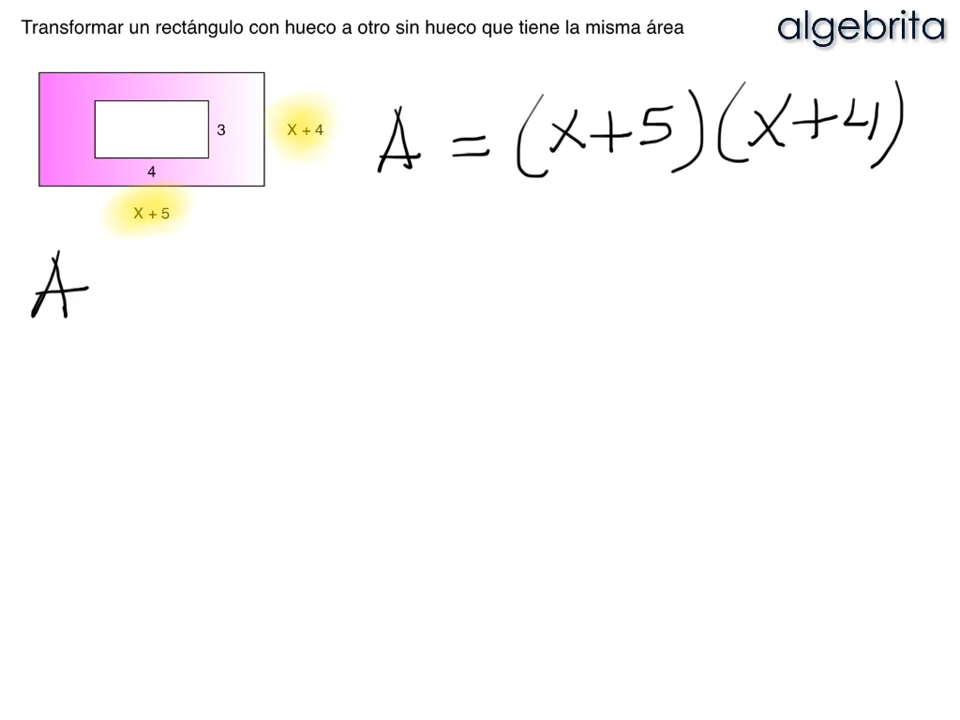 Transformar un rectángulo con hueco a otro sin hueco que tiene la misma área
algebrita
3
X + 4
A = (x+5)(x+4)
4
X + 5
A